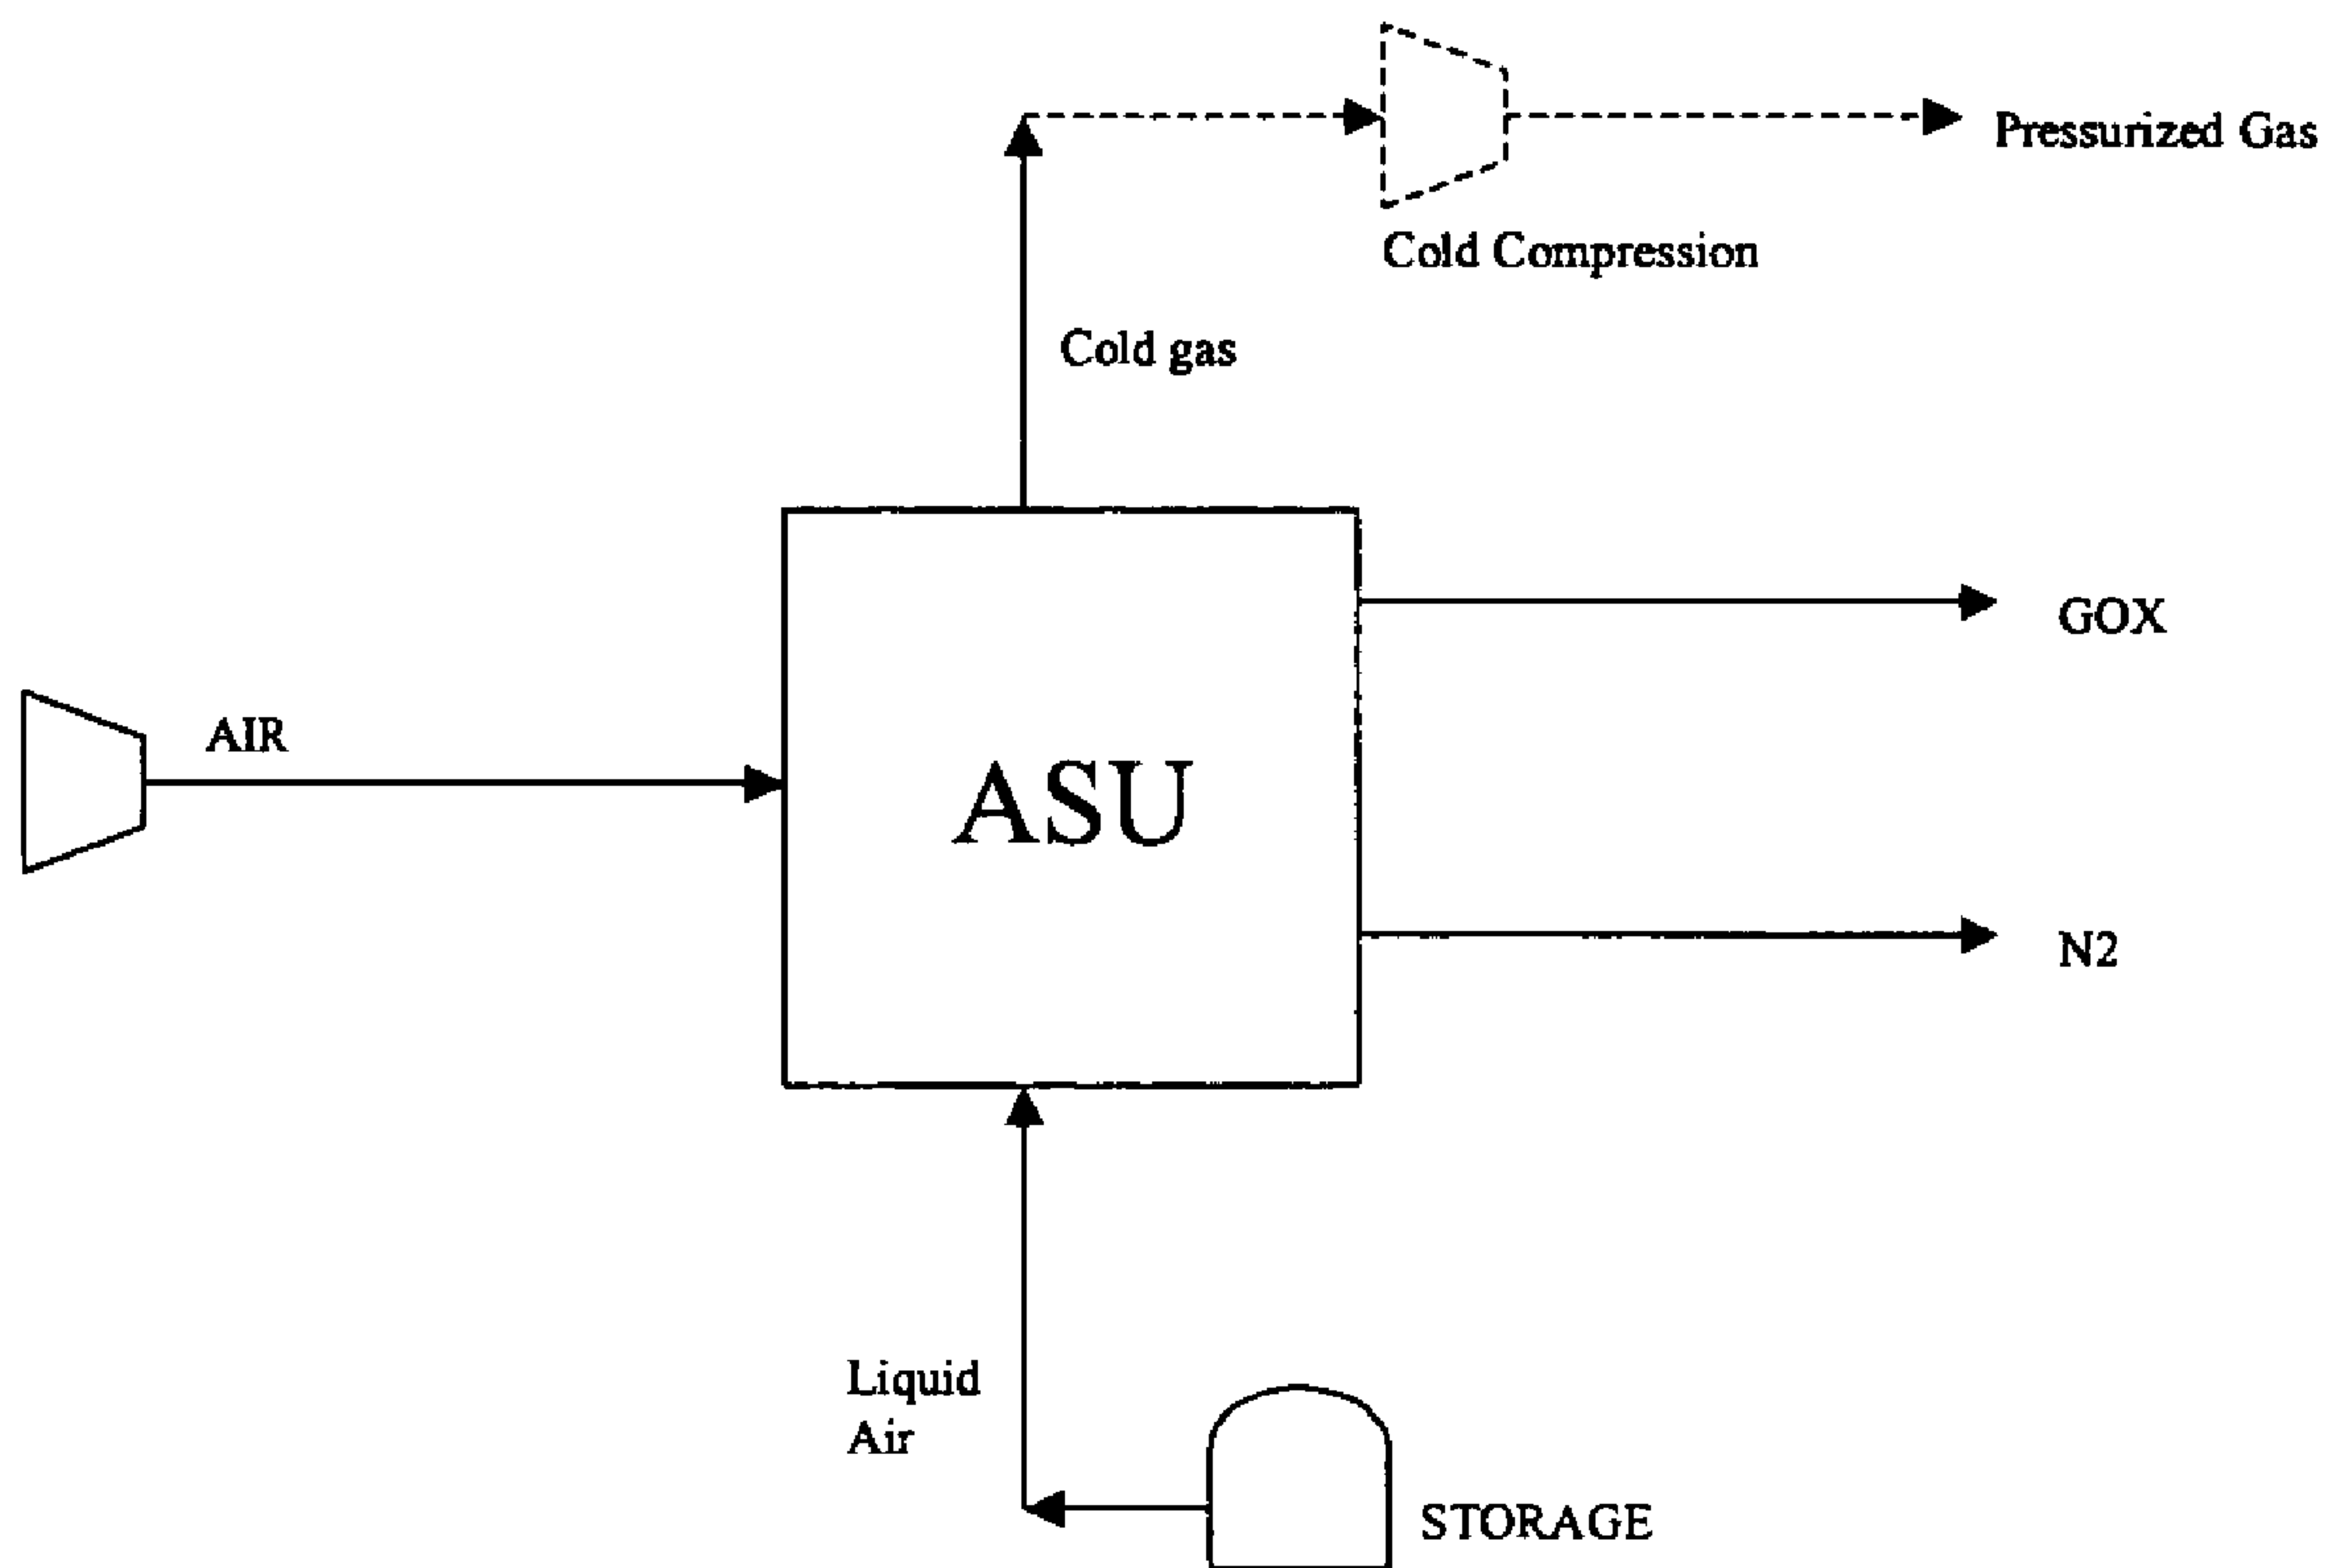 Pressurized Gas
Cold Compression
Cold gas
GOX
AIR
ASU
N2
Liquid
Air
STORAGE